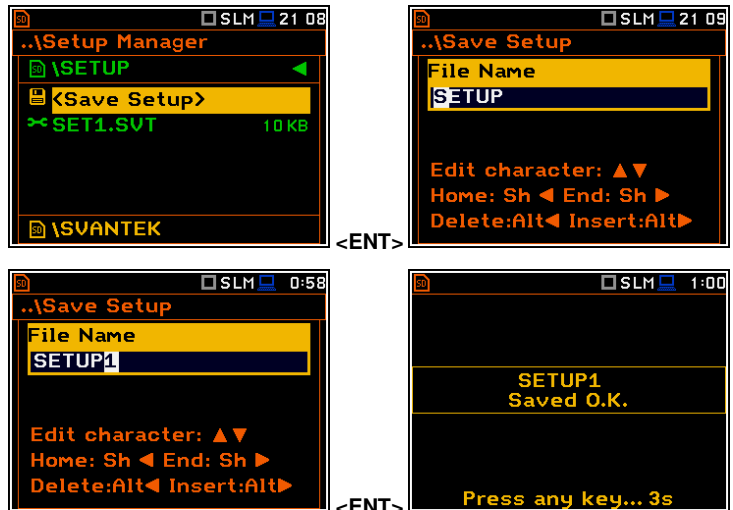 SD SLM 21 08
..\Setup Manager
SD \SETUP
<Save Setup>
SET1.SVT 10 KB
SD \SVANTEK
<ENT>
SD SLM 21 09
..\Save Setup
File Name
SETUP
Edit character: ▲▼
Home: Sh ◀ End: Sh ▶
Delete:Alt◀ Insert:Alt▶
SD SLM 0:58
..\Save Setup
File Name
SETUP1
Edit character: ▲▼
Home: Sh ◀ End: Sh ▶
Delete:Alt◀ Insert:Alt▶
<ENT>
SD SLM 1:00
SETUP1
Saved O.K.
Press any key... 3s